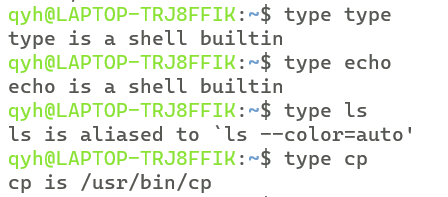 qyh@LAPTOP-TRJ8FFIK:~$ type type
type is a shell builtin
qyh@LAPTOP-TRJ8FFIK:~$ type echo
echo is a shell builtin
qyh@LAPTOP-TRJ8FFIK:~$ type ls
ls is aliased to `ls --color=auto'
qyh@LAPTOP-TRJ8FFIK:~$ type cp
cp is /usr/bin/cp